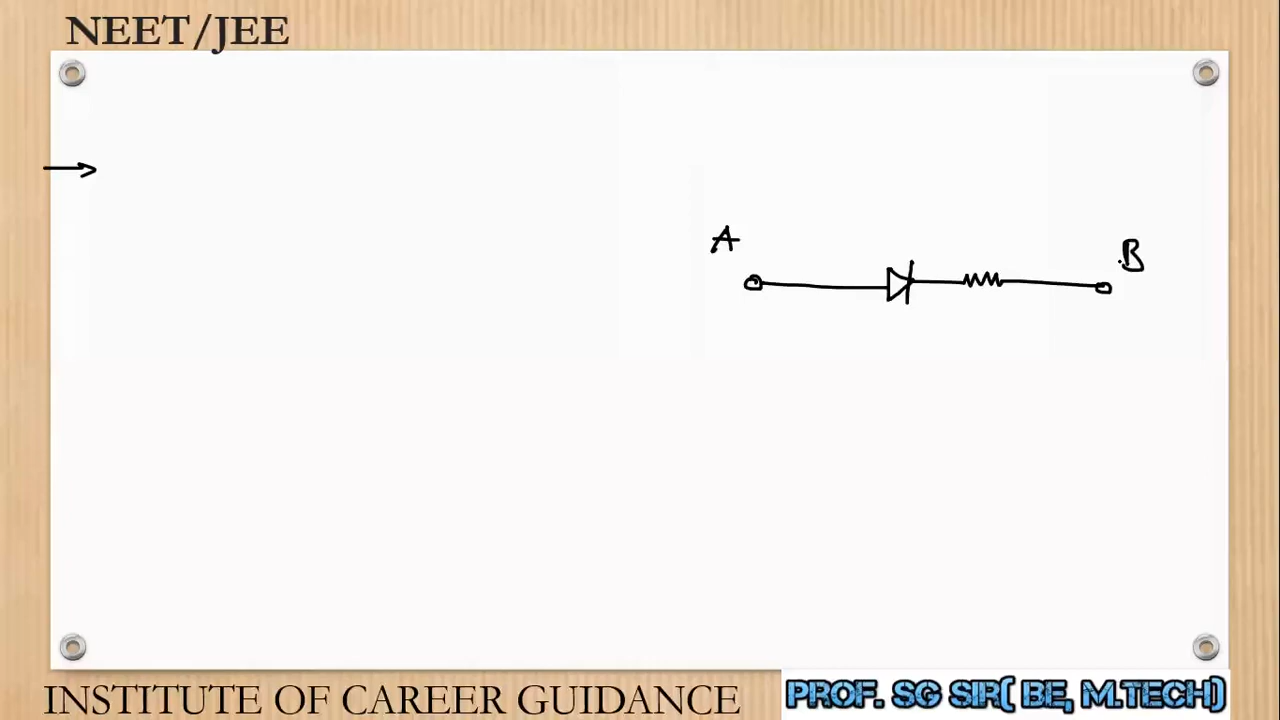 NEET/JEE
A
B
INSTITUTE OF CAREER GUIDANCE
PROF. SG SIR( BE, M.TECH)